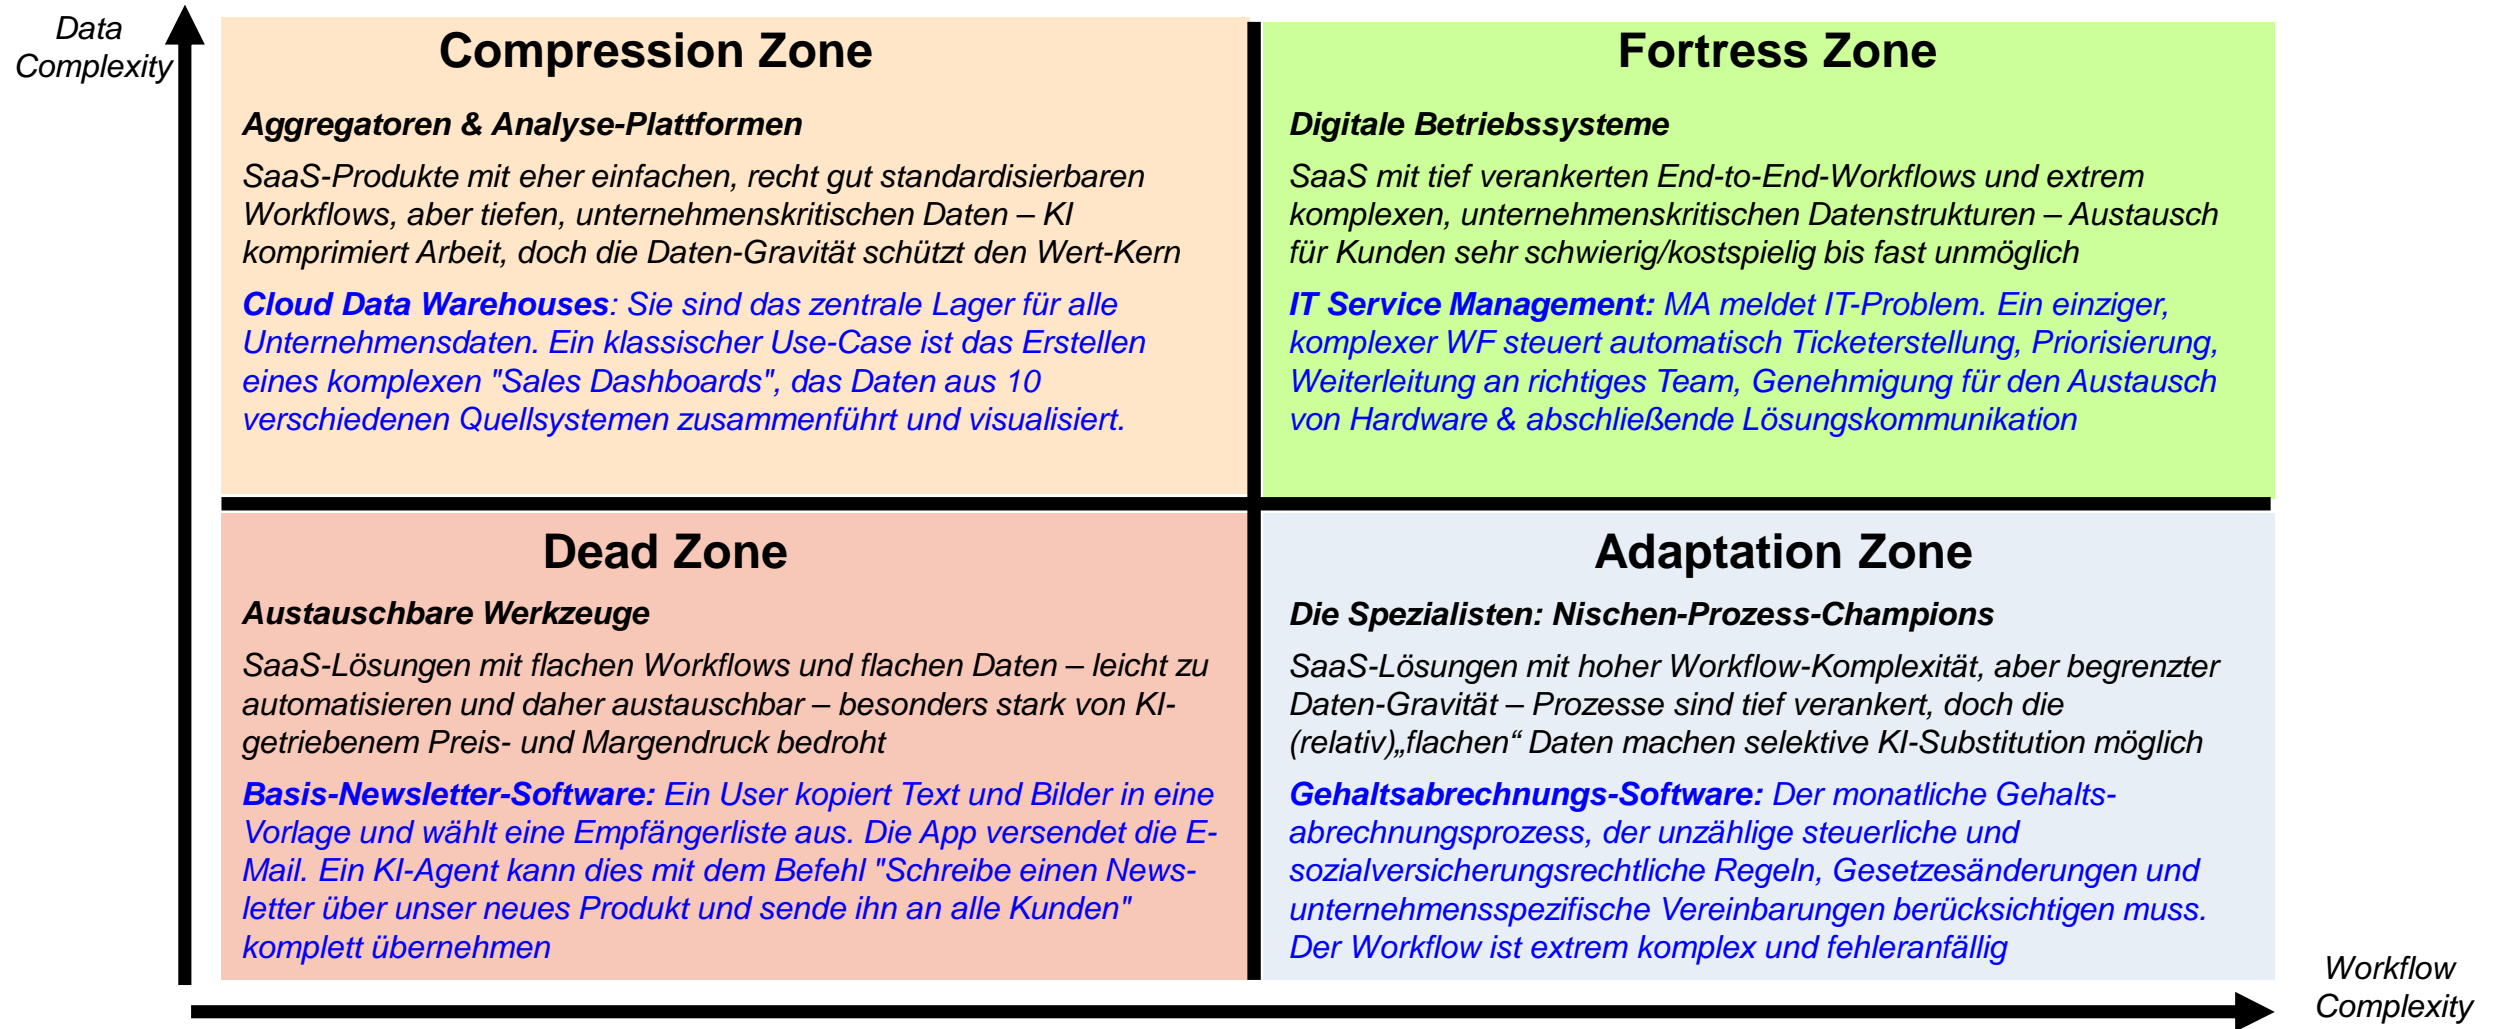 Data
Complexity
Compression Zone
Aggregatoren & Analyse-Plattformen
SaaS-Produkte mit eher einfachen, recht gut standardisierbaren
Workflows, aber tiefen, unternehmenskritischen Daten – KI
komprimiert Arbeit, doch die Daten-Gravität schützt den Wert-Kern
Cloud Data Warehouses: Sie sind das zentrale Lager für alle
Unternehmensdaten. Ein klassischer Use-Case ist das Erstellen
eines komplexen "Sales Dashboards", das Daten aus 10
verschiedenen Quellsystemen zusammenführt und visualisiert.
Fortress Zone
Digitale Betriebssysteme
SaaS mit tief verankerten End-to-End-Workflows und extrem
komplexen, unternehmenskritischen Datenstrukturen – Austausch
für Kunden sehr schwierig/kostspielig bis fast unmöglich
IT Service Management: MA meldet IT-Problem. Ein einziger,
komplexer WF steuert automatisch Ticketerstellung, Priorisierung,
Weiterleitung an richtiges Team, Genehmigung für den Austausch
von Hardware & abschließende Lösungskommunikation
Dead Zone
Austauschbare Werkzeuge
SaaS-Lösungen mit flachen Workflows und flachen Daten – leicht zu
automatisieren und daher austauschbar – besonders stark von KI-
getriebenem Preis- und Margendruck bedroht
Basis-Newsletter-Software: Ein User kopiert Text und Bilder in eine
Vorlage und wählt eine Empfängerliste aus. Die App versendet die E-
Mail. Ein KI-Agent kann dies mit dem Befehl "Schreibe einen News-
letter über unser neues Produkt und sende ihn an alle Kunden"
komplett übernehmen
Adaptation Zone
Die Spezialisten: Nischen-Prozess-Champions
SaaS-Lösungen mit hoher Workflow-Komplexität, aber begrenzter
Daten-Gravität – Prozesse sind tief verankert, doch die
(relativ)„flachen“ Daten machen selektive KI-Substitution möglich
Gehaltsabrechnungs-Software: Der monatliche Gehalts-
abrechnungsprozess, der unzählige steuerliche und
sozialversicherungsrechtliche Regeln, Gesetzesänderungen und
unternehmensspezifische Vereinbarungen berücksichtigen muss.
Der Workflow ist extrem komplex und fehleranfällig
Workflow
Complexity